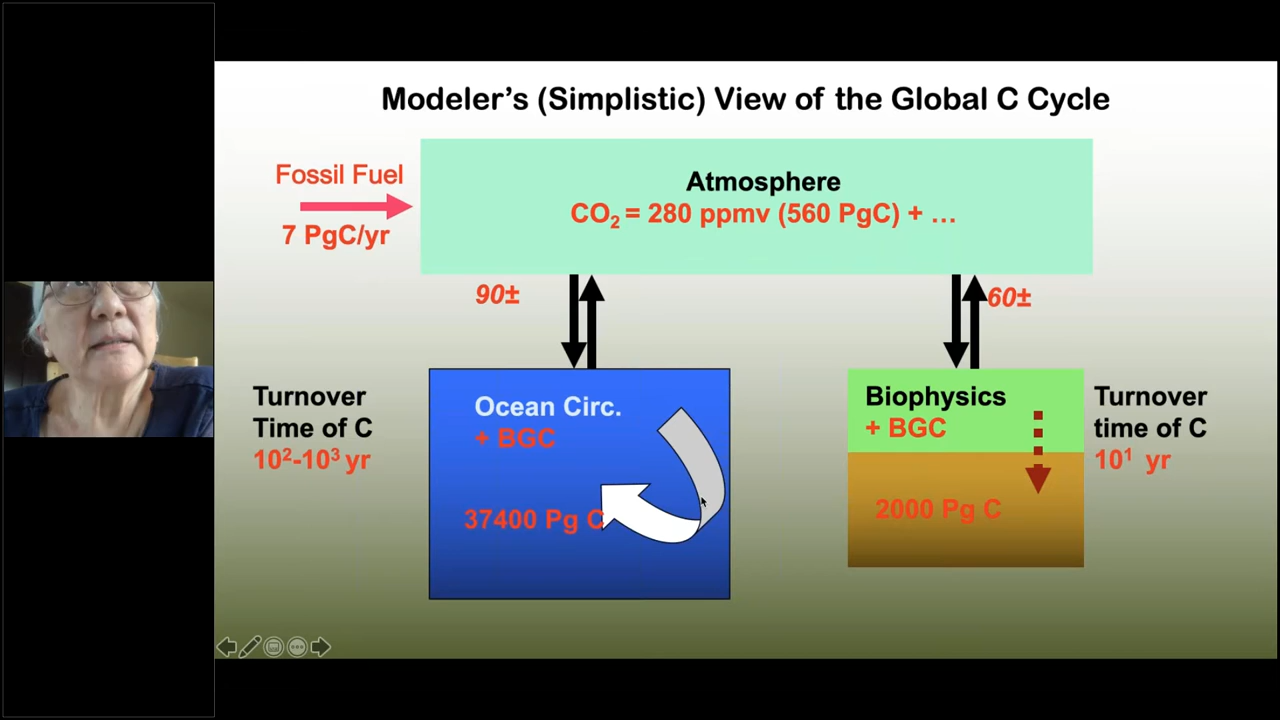 Modeler's (Simplistic) View of the Global C Cycle
Fossil Fuel
7 PgC/yr
Atmosphere
CO₂ = 280 ppmv (560 PgC) + ...
90±
60±
Turnover
Time of C
10²-10³ yr
Ocean Circ.
+ BGC
37400 Pg C
Biophysics
+ BGC
2000 Pg C
Turnover
time of C
10¹ yr